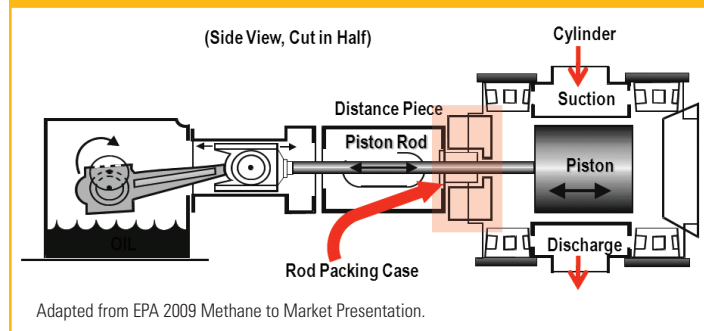 (Side View, Cut in Half)
Cylinder
Suction
Distance Piece
Piston Rod
Piston
OIL
Discharge
Rod Packing Case
Adapted from EPA 2009 Methane to Market Presentation.